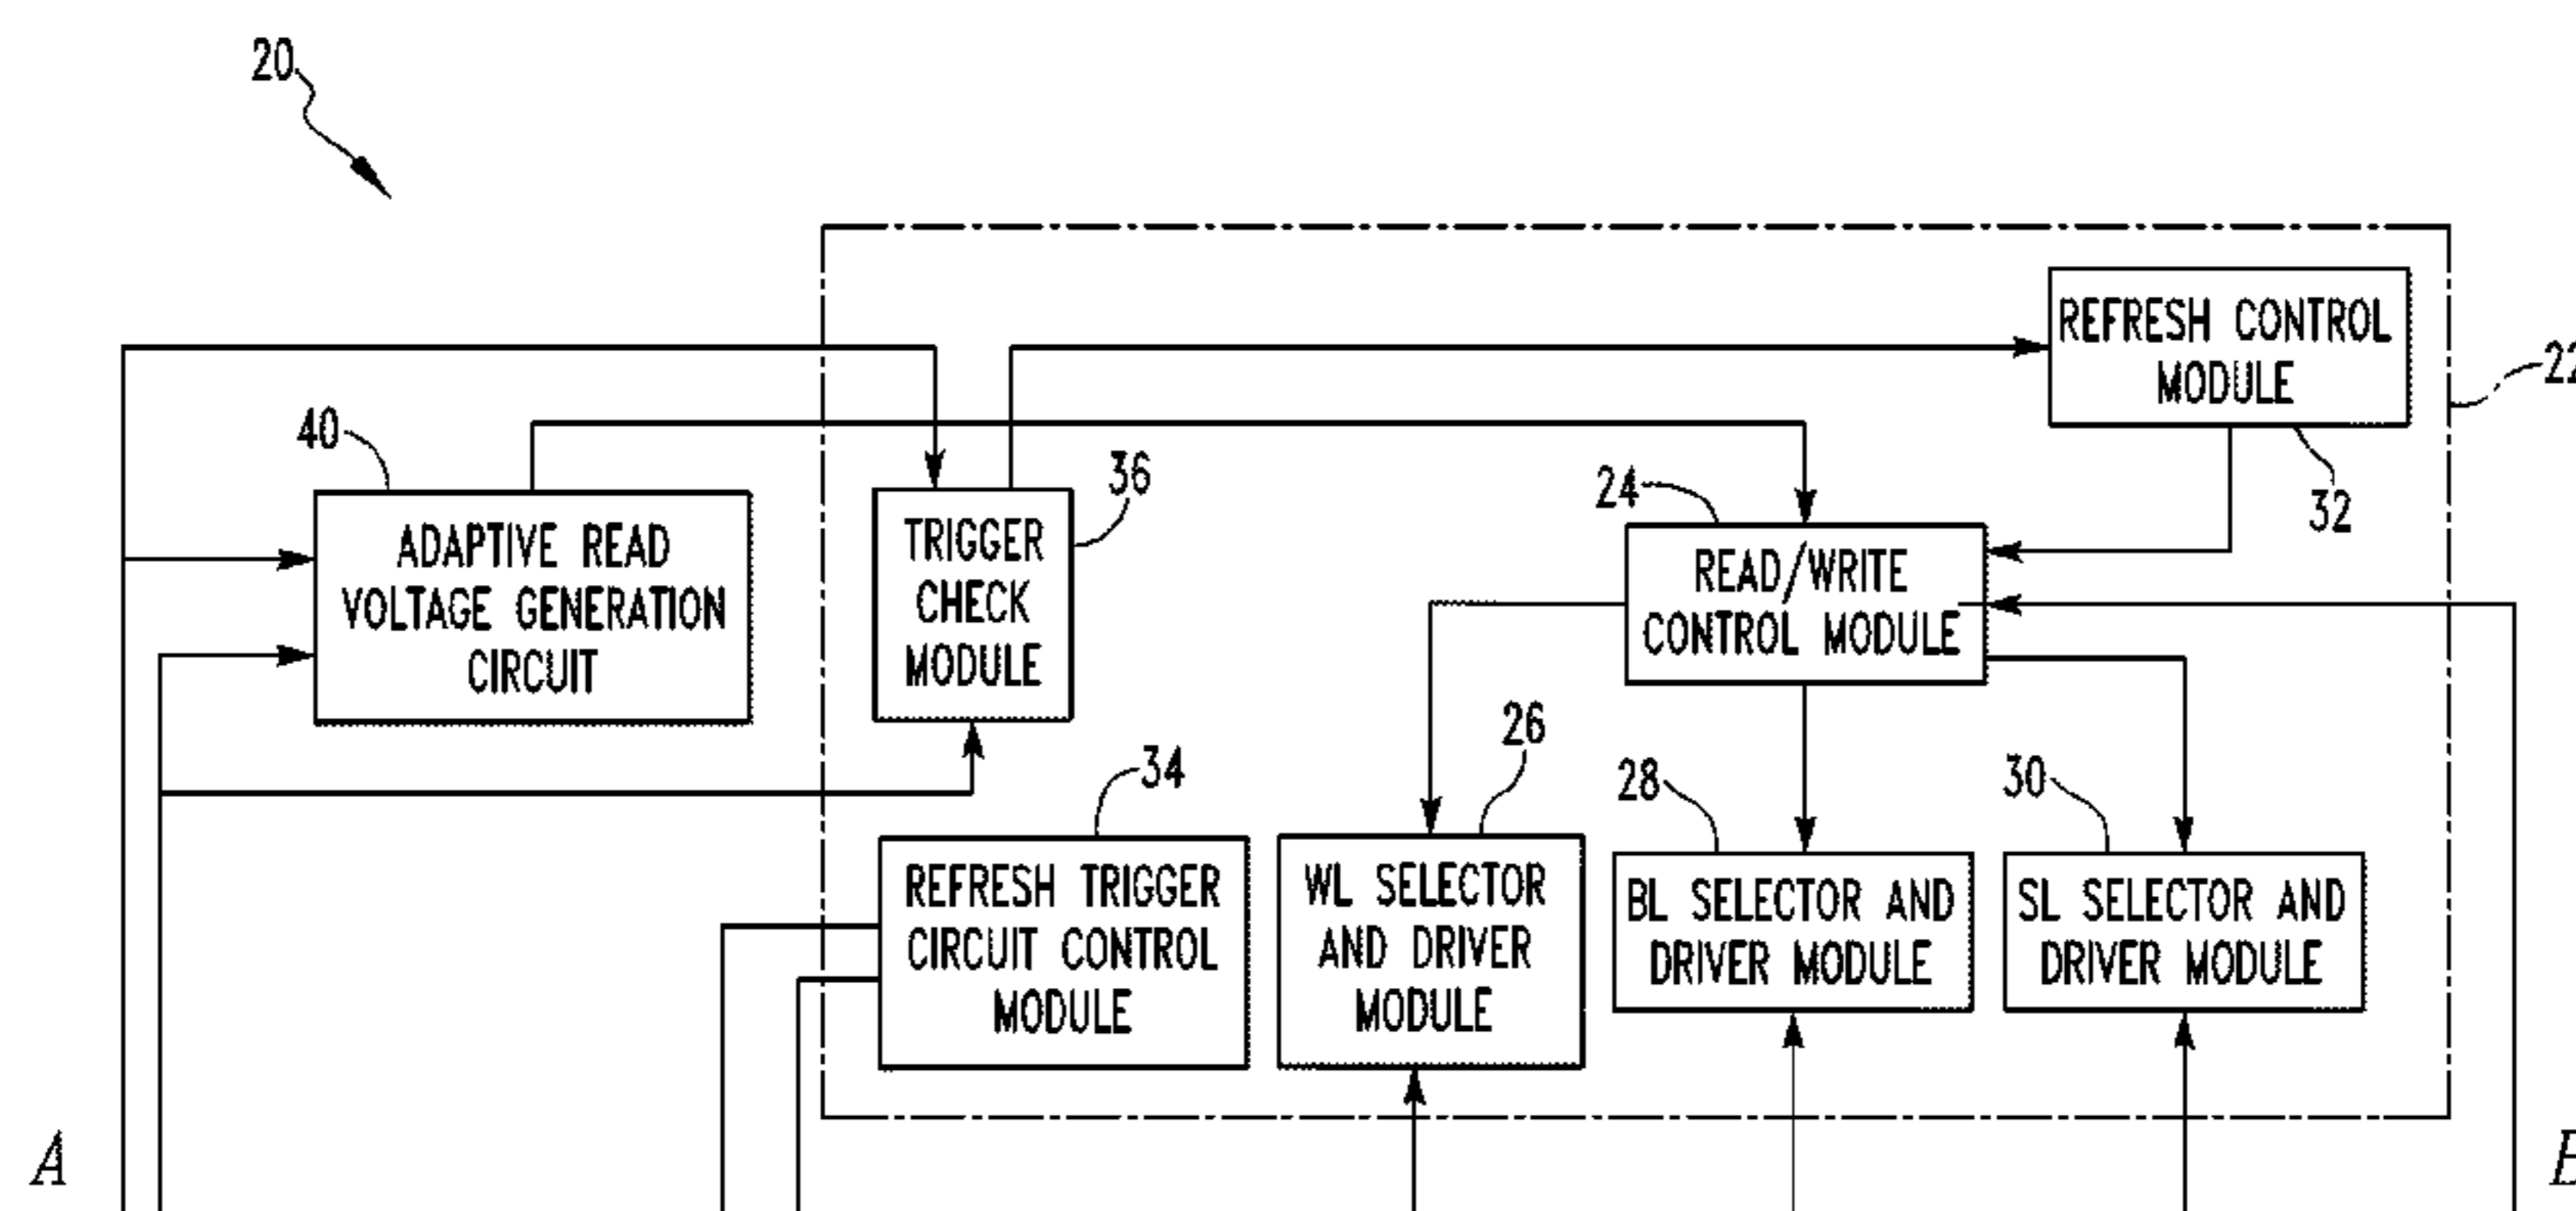 20
REFRESH CONTROL
MODULE
32
40
ADAPTIVE READ
VOLTAGE GENERATION
CIRCUIT
36
TRIGGER
CHECK
MODULE
24
READ/WRITE
CONTROL MODULE
34
REFRESH TRIGGER
CIRCUIT CONTROL
MODULE
26
WL SELECTOR
AND DRIVER
MODULE
28
BL SELECTOR AND
DRIVER MODULE
30
SL SELECTOR AND
DRIVER MODULE
A